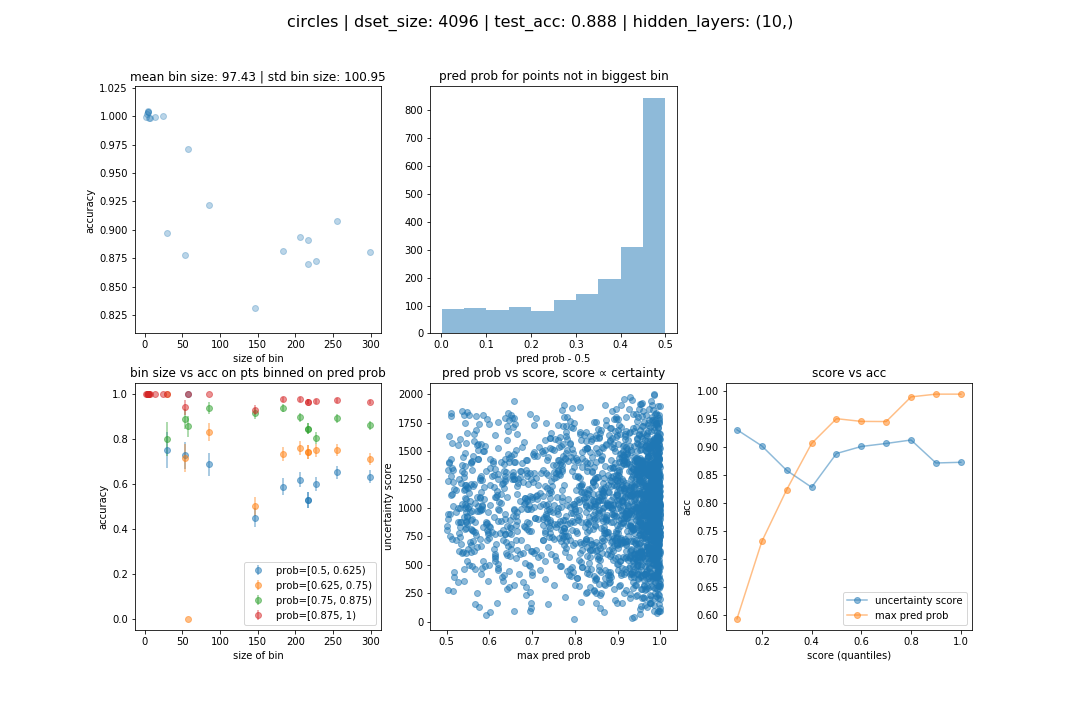 circles | dset_size: 4096 | test_acc: 0.888 | hidden_layers: (10,)
mean bin size: 97.43 | std bin size: 100.95
1.025
1.000
0.975
0.950
0.925
0.900
0.875
0.850
0.825
accuracy
0 50 100 150 200 250 300
size of bin
pred prob for points not in biggest bin
800
700
600
500
400
300
200
100
0
0.0 0.1 0.2 0.3 0.4 0.5
pred prob - 0.5
bin size vs acc on pts binned on pred prob
1.0
0.8
0.6
0.4
0.2
0.0
accuracy
prob=[0.5, 0.625)
prob=[0.625, 0.75)
prob=[0.75, 0.875)
prob=[0.875, 1)
0 50 100 150 200 250 300
size of bin
pred prob vs score, score ∝ certainty
2000
1750
1500
1250
1000
750
500
250
0
uncertainty score
0.5 0.6 0.7 0.8 0.9 1.0
max pred prob
score vs acc
1.00
0.95
0.90
0.85
0.80
0.75
0.70
0.65
0.60
acc
uncertainty score
max pred prob
0.2 0.4 0.6 0.8 1.0
score (quantiles)